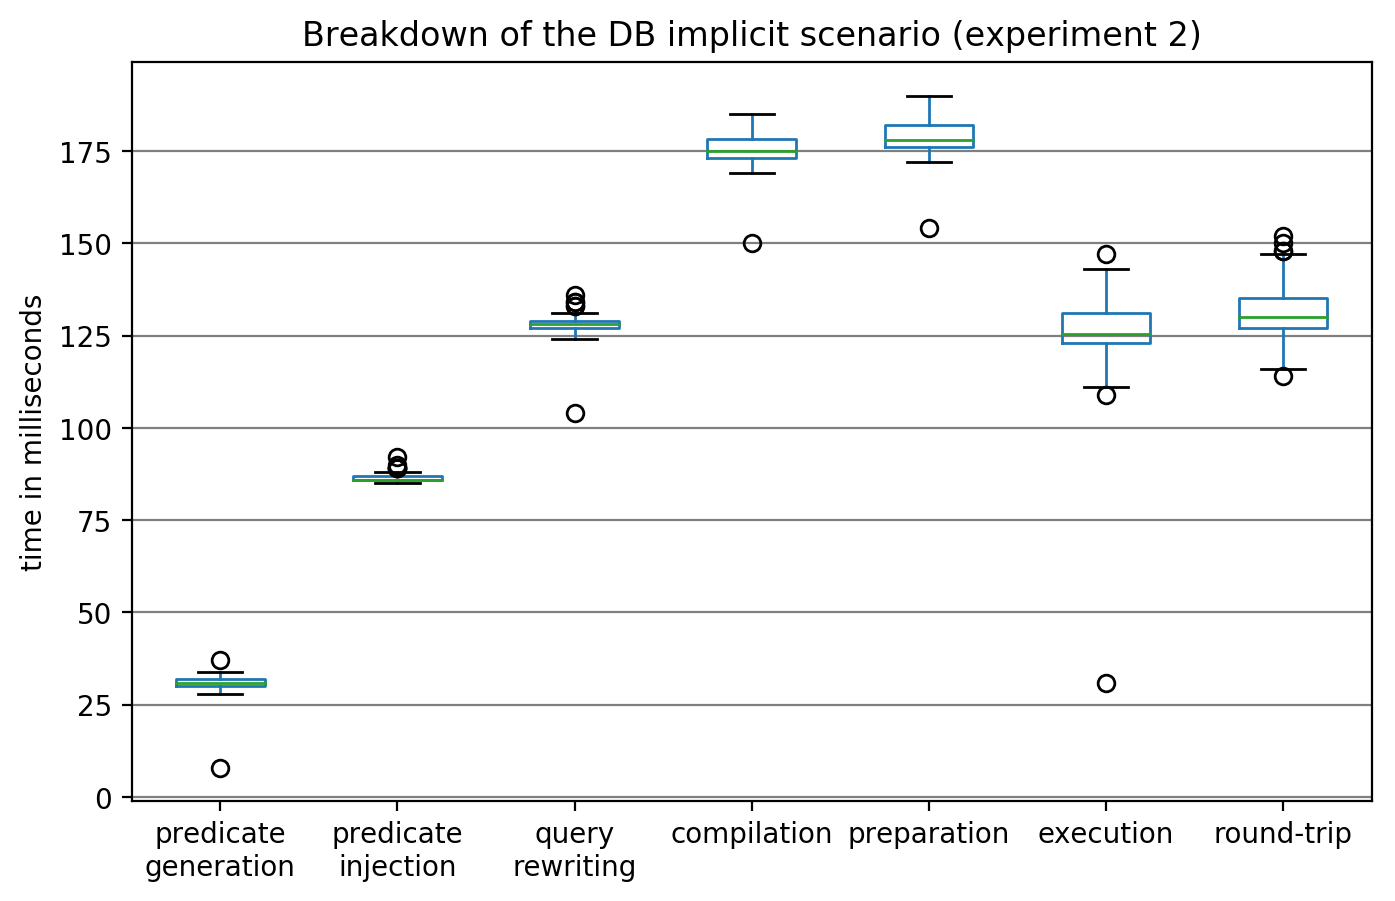 Breakdown of the DB implicit scenario (experiment 2)
time in milliseconds
175
150
125
100
75
50
25
0
predicate generation
predicate injection
query rewriting
compilation
preparation
execution
round-trip